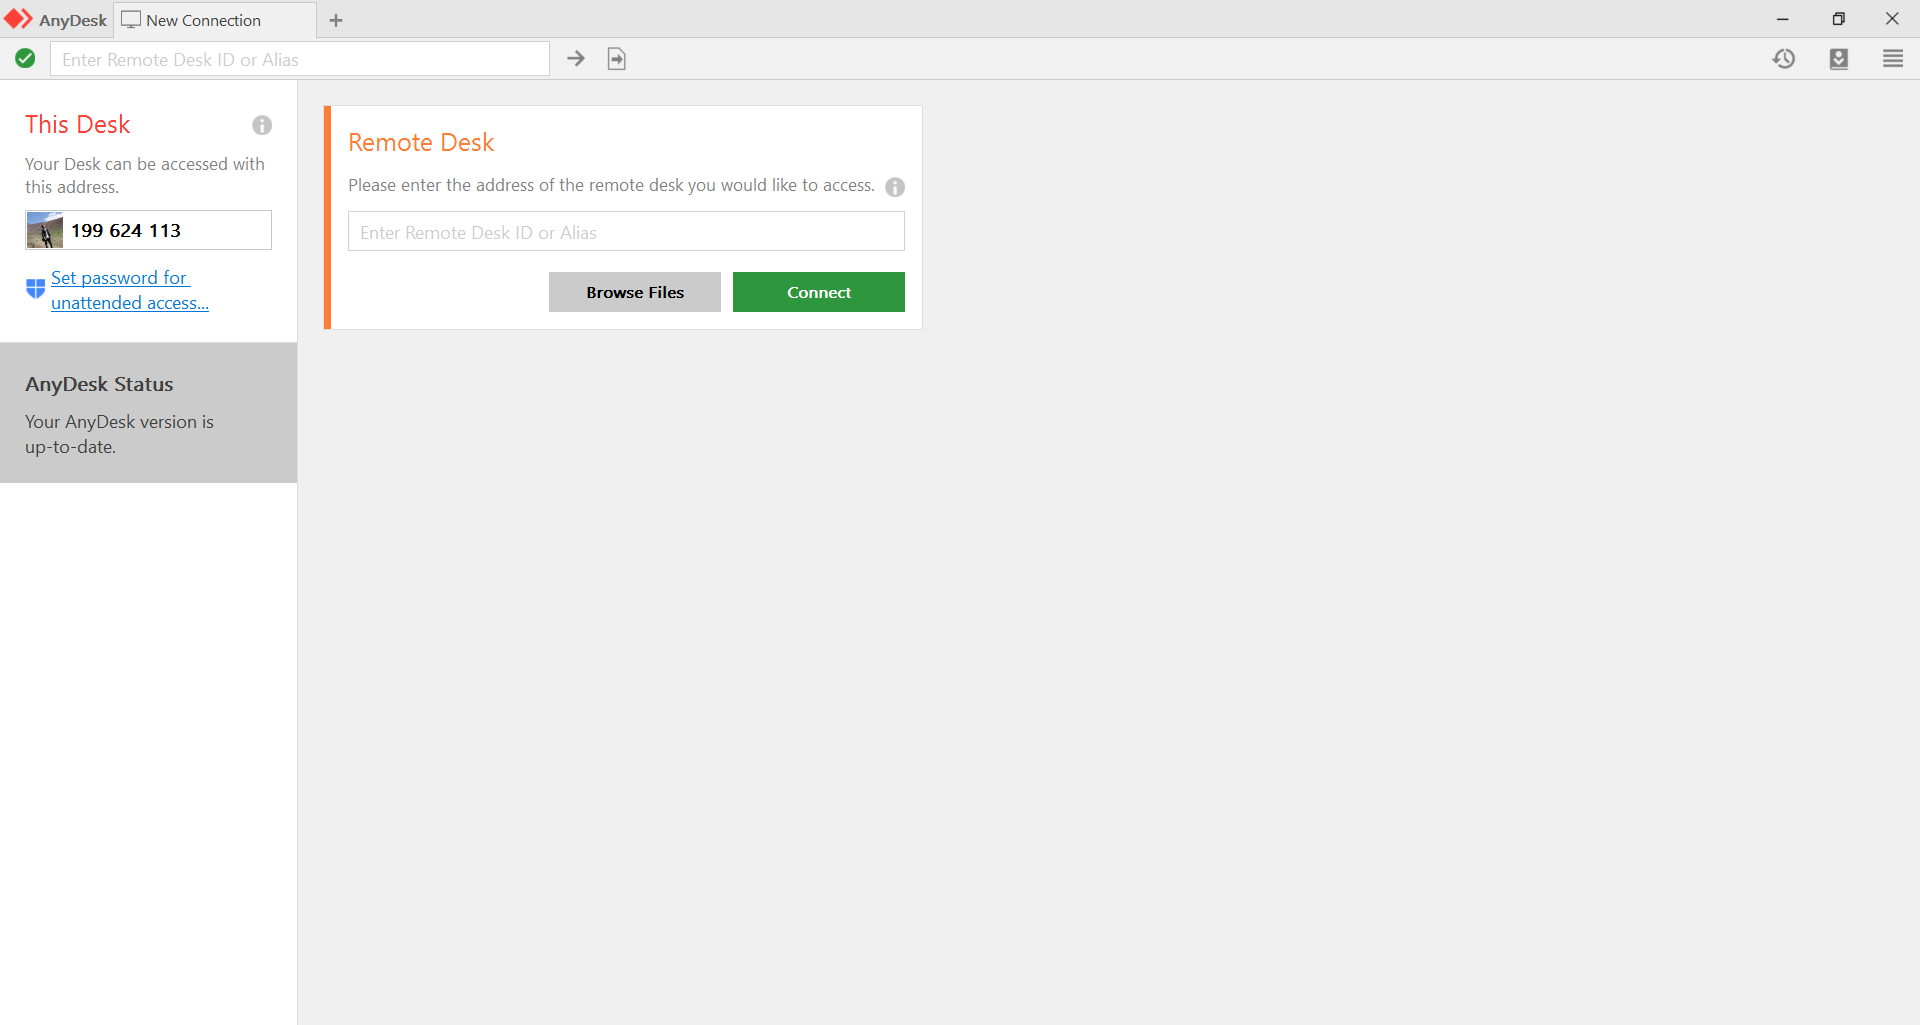 AnyDesk
New Connection
Enter Remote Desk ID or Alias
This Desk
Your Desk can be accessed with
this address.
199 624 113
Set password for
unattended access...
AnyDesk Status
Your AnyDesk version is
up-to-date.
Remote Desk
Please enter the address of the remote desk you would like to access.
Enter Remote Desk ID or Alias
Browse Files
Connect